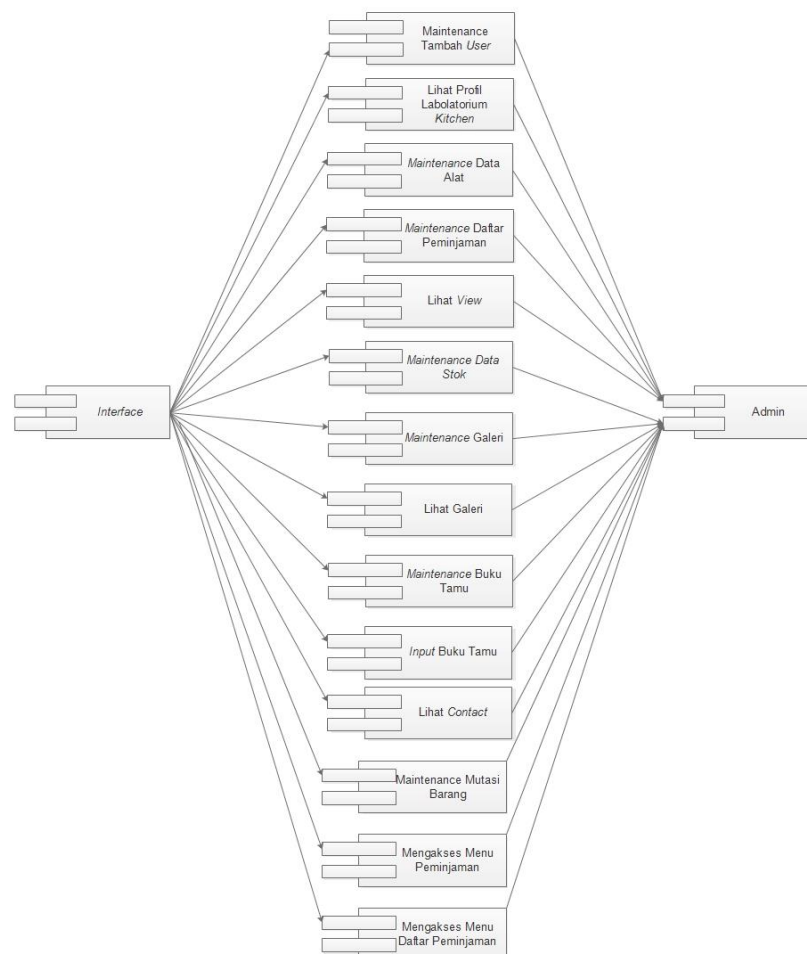 Maintenance
Tambah User
Lihat Profil
Labolatorium
Kitchen
Maintenance Data
Alat
Maintenance Daftar
Peminjaman
Lihat View
Maintenance Data
Stok
Interface
Admin
Maintenance Galeri
Lihat Galeri
Maintenance Buku
Tamu
Input Buku Tamu
Lihat Contact
Maintenance Mutasi
Barang
Mengakses Menu
Peminjaman
Mengakses Menu
Daftar Peminjaman